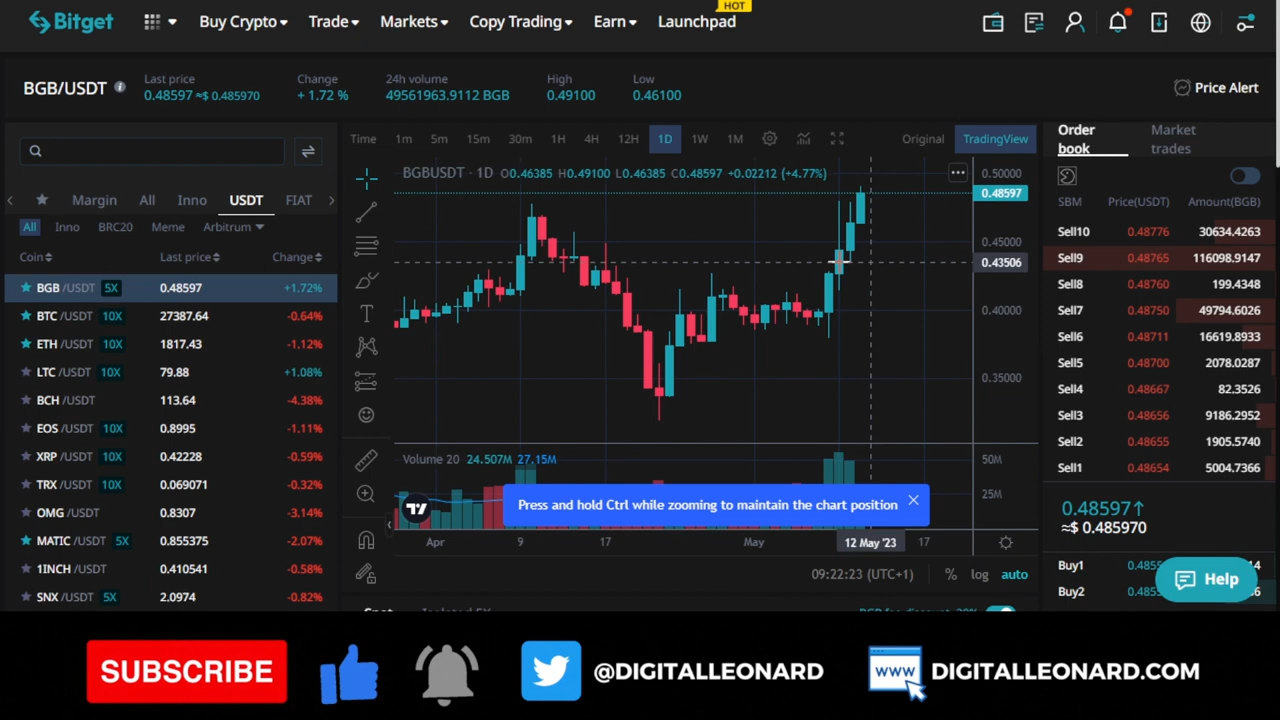 HOT
Bitget Buy Crypto Trade Markets Copy Trading Earn Launchpad
BGB/USDT
Last price Change 24h volume High Low
0.48597 ≈$ 0.485970 + 1.72 % 49561963.9112 BGB 0.49100 0.46100
Price Alert
Margin All Inno USDT FIAT
All Inno BRC20 Meme Arbitrum
Coin Last price Change
BGB /USDT 5X 0.48597 +1.72%
BTC /USDT 10X 27387.64 -0.64%
ETH /USDT 10X 1817.43 -1.12%
LTC /USDT 10X 79.88 +1.08%
BCH /USDT 113.64 -4.38%
EOS /USDT 10X 0.8995 -1.11%
XRP /USDT 10X 0.42228 -0.59%
TRX /USDT 10X 0.069071 -0.32%
OMG /USDT 0.8307 -3.14%
MATIC /USDT 5X 0.855375 -2.07%
1INCH /USDT 0.410541 -0.58%
SNX /USDT 5X 2.0974 -0.82%
Time 1m 5m 15m 30m 1H 4H 12H 1D 1W 1M Original TradingView
BGBUSDT · 1D O0.46385 H0.49100 L0.46385 C0.48597 +0.02212 (+4.77%)
0.50000
0.48597
0.45000
0.43506
0.40000
0.35000
Volume 20 24.507M 27.15M
50M
25M
Press and hold Ctrl while zooming to maintain the chart position
Apr 9 17 May 12 May '23 17
09:22:23 (UTC+1) % log auto
Order book Market trades
SBM Price(USDT) Amount(BGB)
Sell10 0.48776 30634.4263
Sell9 0.48765 116098.9147
Sell8 0.48760 199.4348
Sell7 0.48750 49794.6026
Sell6 0.48711 16619.8933
Sell5 0.48700 2078.0287
Sell4 0.48667 82.3526
Sell3 0.48656 9186.2952
Sell2 0.48655 1905.5740
Sell1 0.48654 5004.7366
0.48597↑
≈$ 0.485970
Buy1
Buy2
Help
SUBSCRIBE @DIGITALLEONARD WWW DIGITALLEONARD.COM